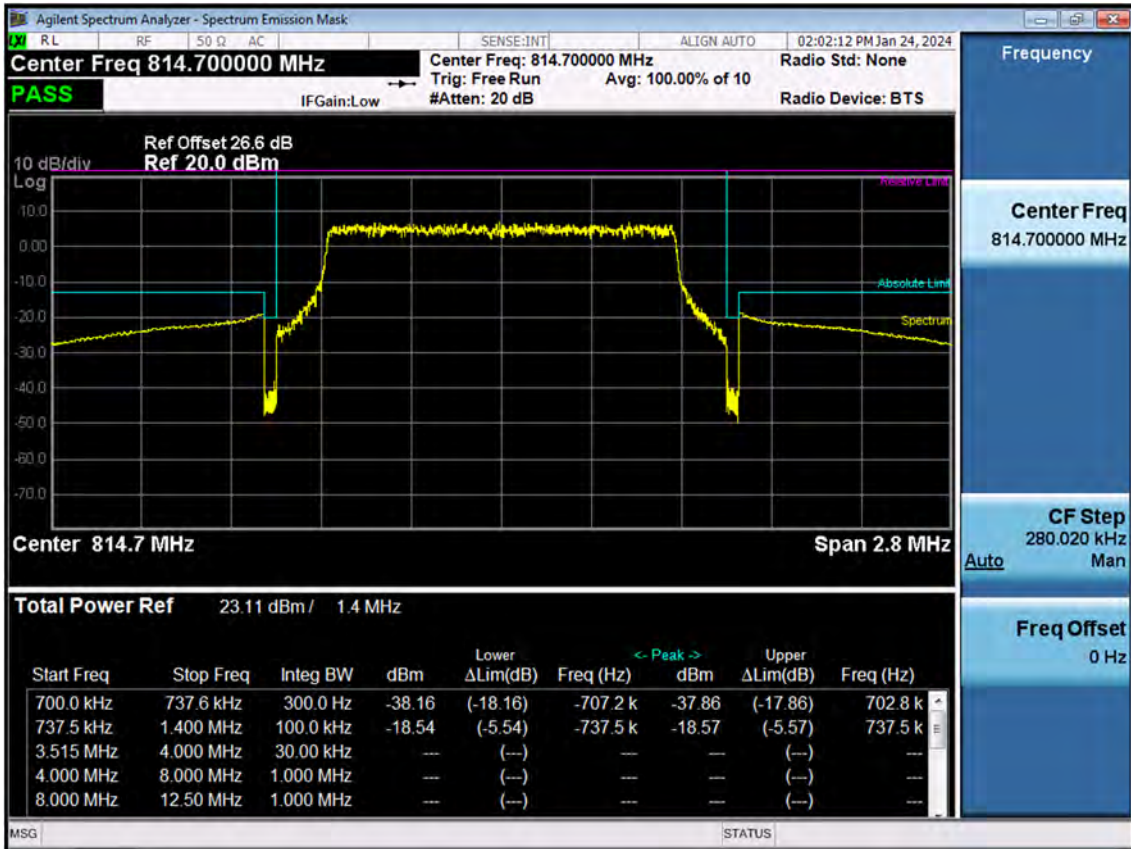 Agilent Spectrum Analyzer - Spectrum Emission Mask
LXI RL RF 50 Ω AC SENSE:INT ALIGN AUTO 02:02:12 PM Jan 24, 2024
Center Freq 814.700000 MHz
Center Freq: 814.700000 MHz
Radio Std: None
Trig: Free Run Avg: 100.00% of 10
PASS
IFGain:Low
#Atten: 20 dB
Radio Device: BTS
Ref Offset 26.6 dB
10 dB/div Ref 20.0 dBm
Log
Relative Limit
10.0
0.00
-10.0
Absolute Limit
-20.0
Spectrum
-30.0
-40.0
-50.0
-60.0
-70.0
Center 814.7 MHz Span 2.8 MHz
Total Power Ref 23.11 dBm / 1.4 MHz
Lower <- Peak -> Upper
Start Freq Stop Freq Integ BW dBm ΔLim(dB) Freq (Hz) dBm ΔLim(dB) Freq (Hz)
700.0 kHz 737.6 kHz 300.0 Hz -38.16 (-18.16) -707.2 k -37.86 (-17.86) 702.8 k
737.5 kHz 1.400 MHz 100.0 kHz -18.54 (-5.54) -737.5 k -18.57 (-5.57) 737.5 k
3.515 MHz 4.000 MHz 30.00 kHz --- (---) --- --- (---) ---
4.000 MHz 8.000 MHz 1.000 MHz --- (---) --- --- (---) ---
8.000 MHz 12.50 MHz 1.000 MHz --- (---) --- --- (---) ---
MSG STATUS
Frequency
Center Freq
814.700000 MHz
CF Step
280.020 kHz
Auto Man
Freq Offset
0 Hz